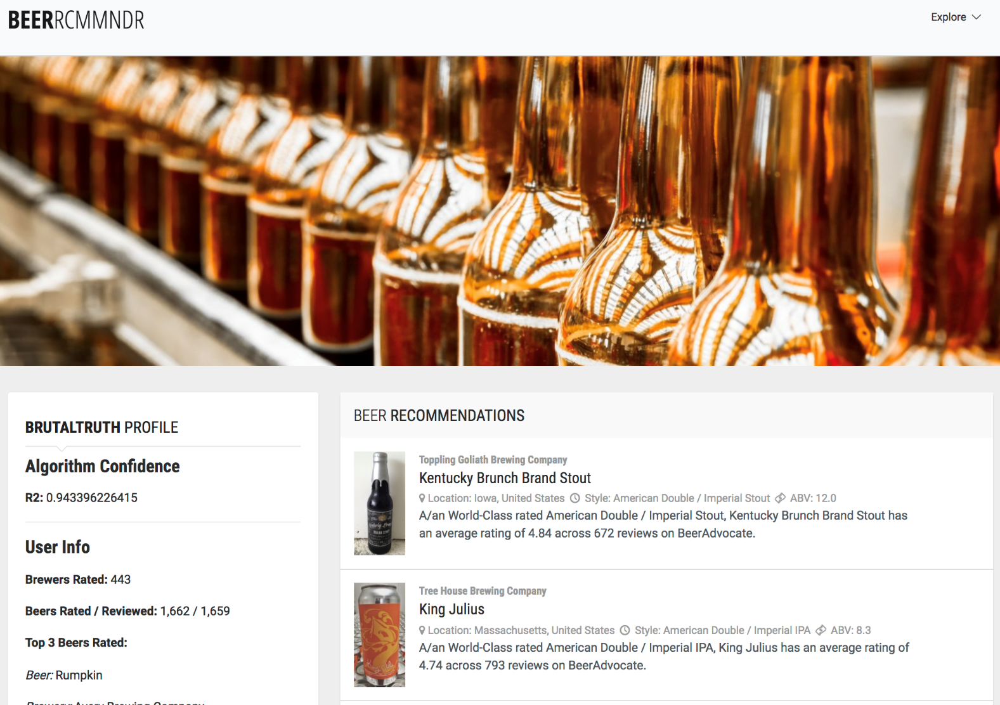 BEERRCMMNDR
Explore
BRUTALTRUTH PROFILE
Algorithm Confidence
R2: 0.943396226415
User Info
Brewers Rated: 443
Beers Rated / Reviewed: 1,662 / 1,659
Top 3 Beers Rated:
Beer: Rumpkin
Brewery: Avery Brewing Company
BEER RECOMMENDATIONS
Toppling Goliath Brewing Company
Kentucky Brunch Brand Stout
Location: Iowa, United States Style: American Double / Imperial Stout ABV: 12.0
A/an World-Class rated American Double / Imperial Stout, Kentucky Brunch Brand Stout has
an average rating of 4.84 across 672 reviews on BeerAdvocate.
Tree House Brewing Company
King Julius
Location: Massachusetts, United States Style: American Double / Imperial IPA ABV: 8.3
A/an World-Class rated American Double / Imperial IPA, King Julius has an average rating of
4.74 across 793 reviews on BeerAdvocate.